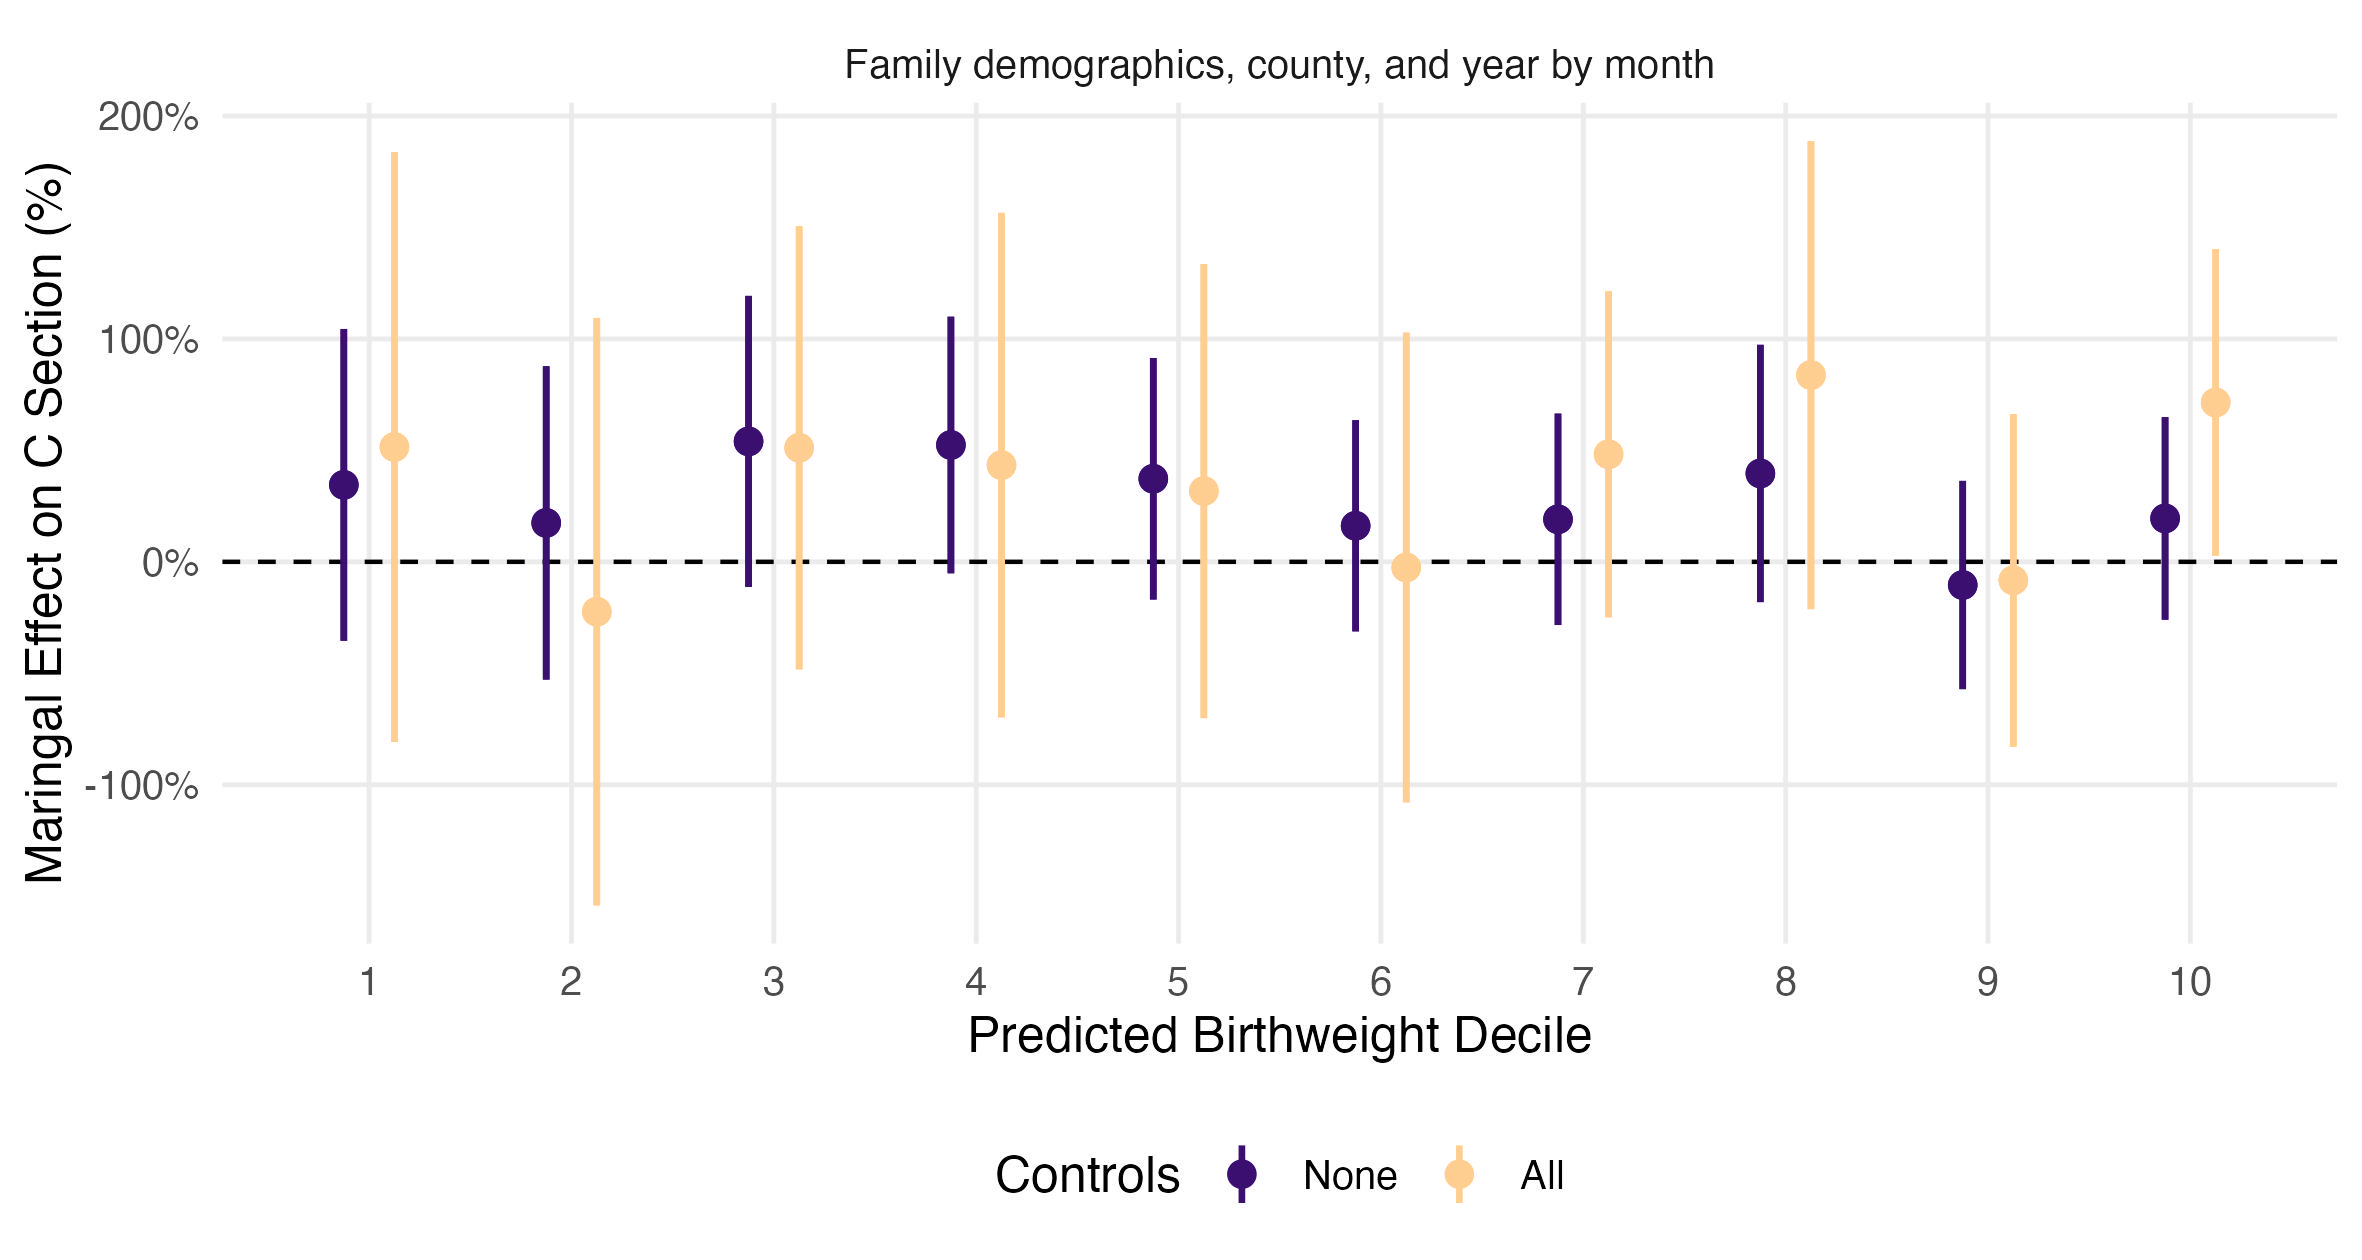 Family demographics, county, and year by month
Maringal Effect on C Section (%)
200%
100%
0%
-100%
1 2 3 4 5 6 7 8 9 10
Predicted Birthweight Decile
Controls None All